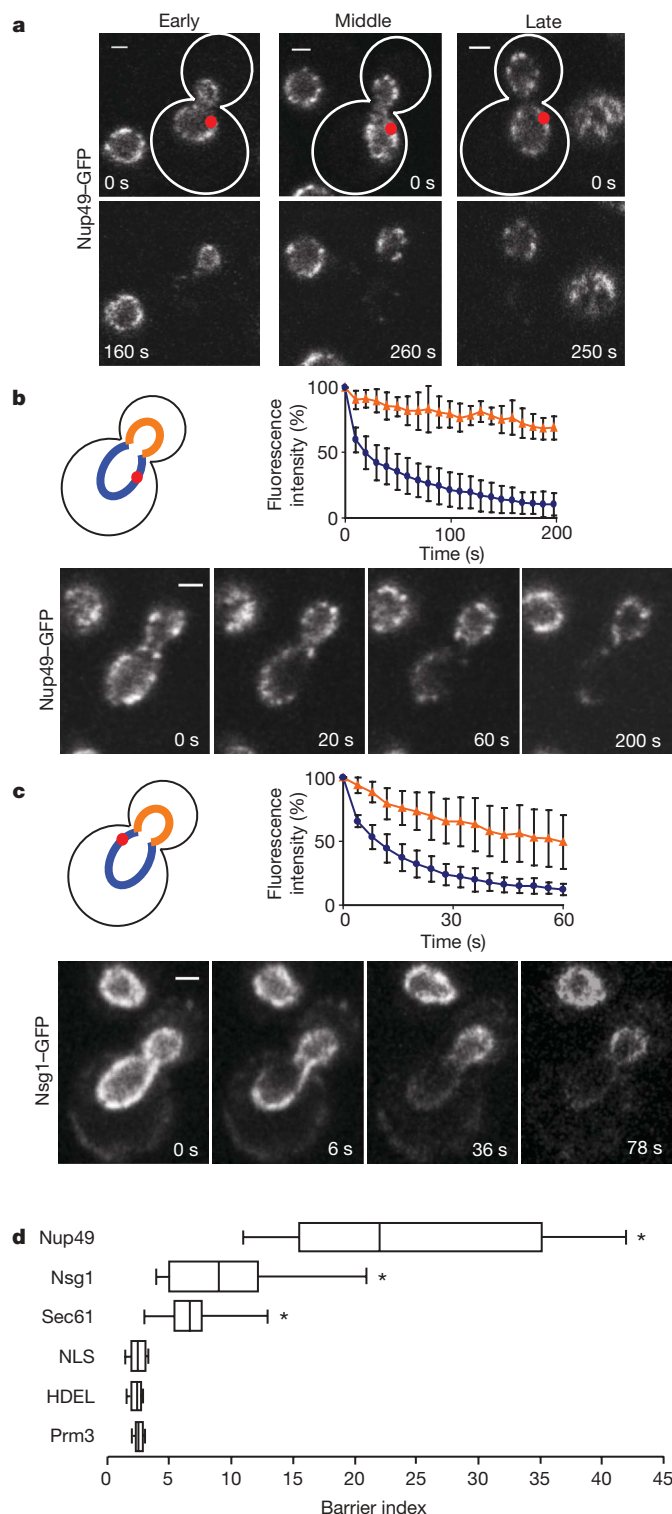 a
Early
Middle
Late
Nup49–GFP
0 s
0 s
0 s
160 s
260 s
250 s
b
Fluorescence
intensity (%)
100
50
0
0
100
200
Time (s)
Nup49–GFP
0 s
20 s
60 s
200 s
c
Fluorescence
intensity (%)
100
50
0
0
30
60
Time (s)
Nsg1–GFP
0 s
6 s
36 s
78 s
d
Nup49
*
Nsg1
*
Sec61
*
NLS
HDEL
Prm3
0
5
10
15
20
25
30
35
40
45
Barrier index